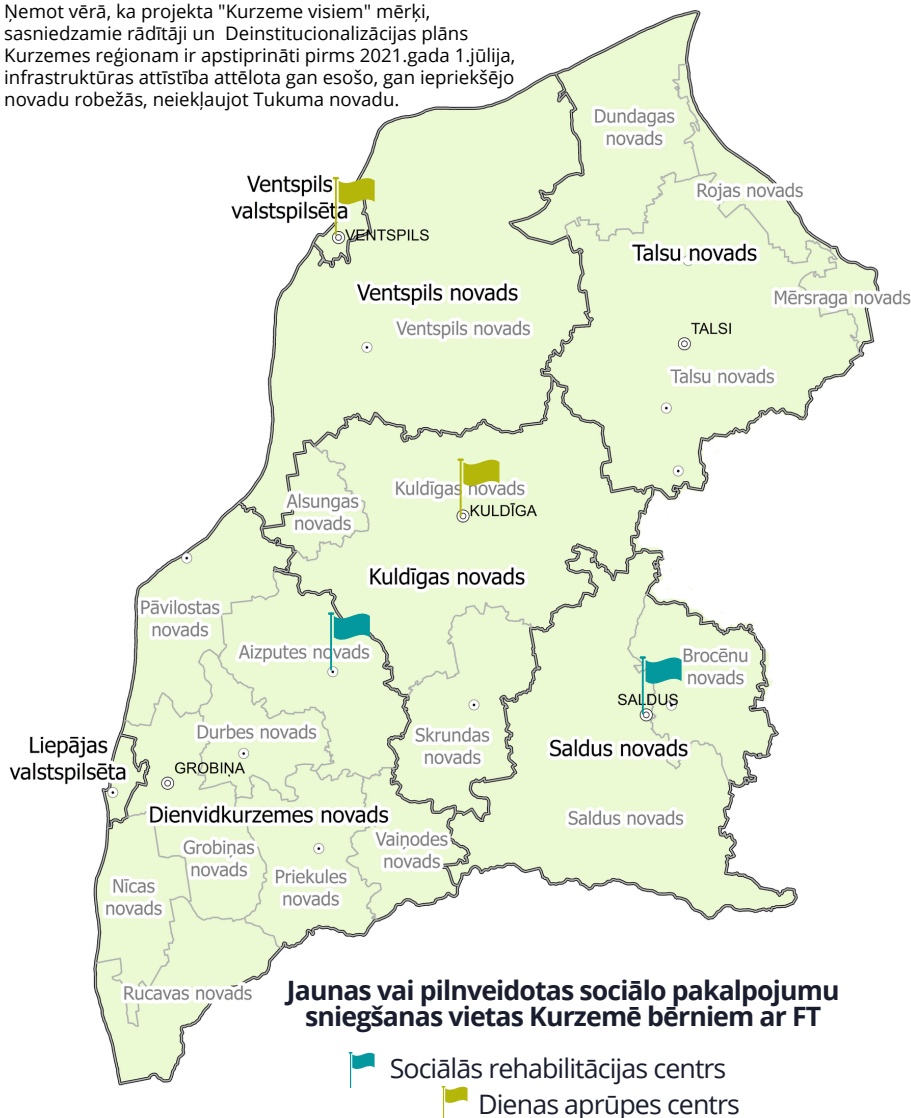 Ņemot vērā, ka projekta "Kurzeme visiem" mērķi,
sasniedzamie rādītāji un Deinstitucionalizācijas plāns
Kurzemes reģionam ir apstiprināti pirms 2021.gada 1.jūlija,
infrastruktūras attīstība attēlota gan esošo, gan iepriekšējo
novadu robežās, neiekļaujot Tukuma novadu.
Dundagas
novads
Ventspils
valstspilsēta
Rojas novads
VENTSPILS
Talsu novads
Ventspils novads
Mērsraga novads
Ventspils novads
TALSI
Talsu novads
Kuldīgas novads
Alsungas
novads
KULDĪGA
Kuldīgas novads
Pāvilostas
novads
Aizputes novads
Brocēnu
novads
SALDUS
Durbes novads
Skrundas
novads
Saldus novads
Liepājas
valstspilsēta
GROBIŅA
Dienvidkurzemes novads
Saldus novads
Grobiņas
novads
Vaiņodes
novads
Priekules
novads
Nīcas
novads
Rucavas novads
Jaunas vai pilnveidotas sociālo pakalpojumu
sniegšanas vietas Kurzemē bērniem ar FT
Sociālās rehabilitācijas centrs
Dienas aprūpes centrs